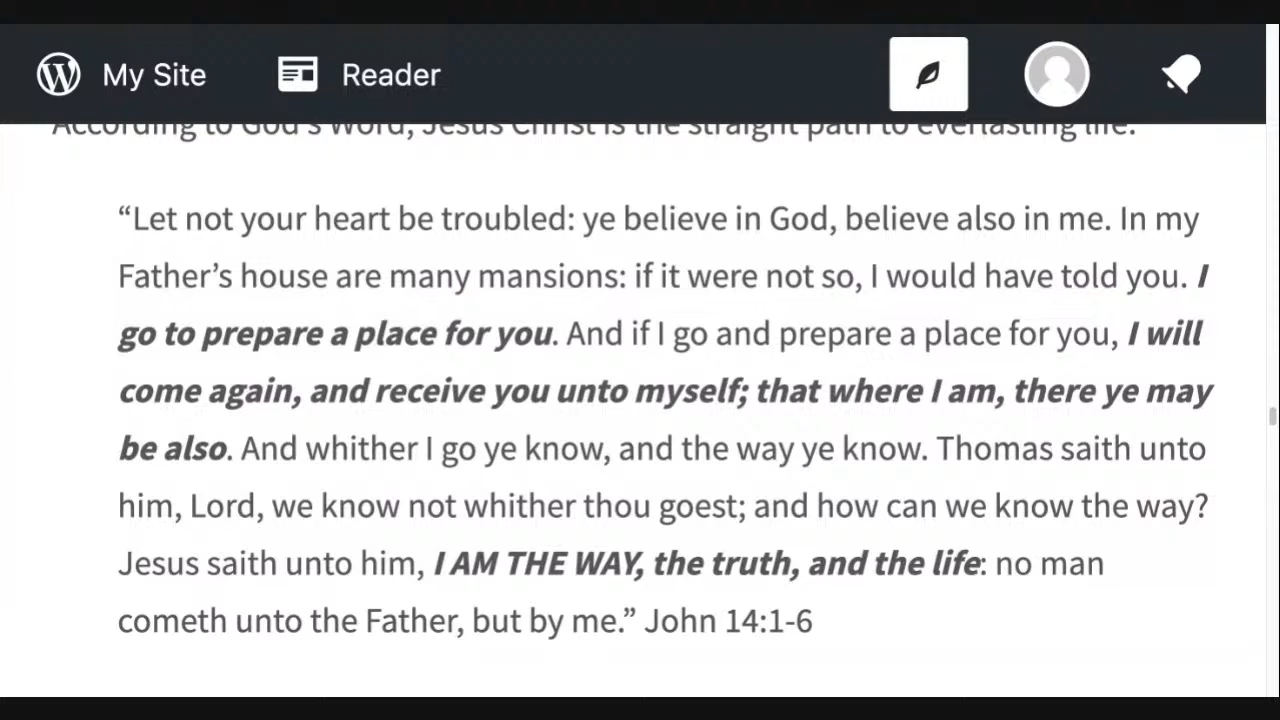 My Site
Reader
According to God's Word, Jesus Christ is the straight path to everlasting life.
“Let not your heart be troubled: ye believe in God, believe also in me. In my
Father’s house are many mansions: if it were not so, I would have told you. I
go to prepare a place for you. And if I go and prepare a place for you, I will
come again, and receive you unto myself; that where I am, there ye may
be also. And whither I go ye know, and the way ye know. Thomas saith unto
him, Lord, we know not whither thou goest; and how can we know the way?
Jesus saith unto him, I AM THE WAY, the truth, and the life: no man
cometh unto the Father, but by me.” John 14:1-6